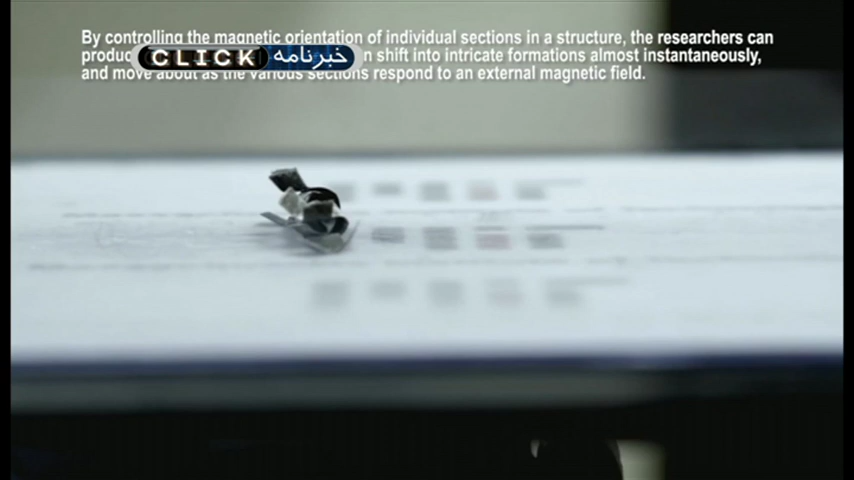 By controlling the magnetic orientation of individual sections in a structure, the researchers can
CLICK خبرنامه
shift into intricate formations almost instantaneously,
and move about as the various sections respond to an external magnetic field.